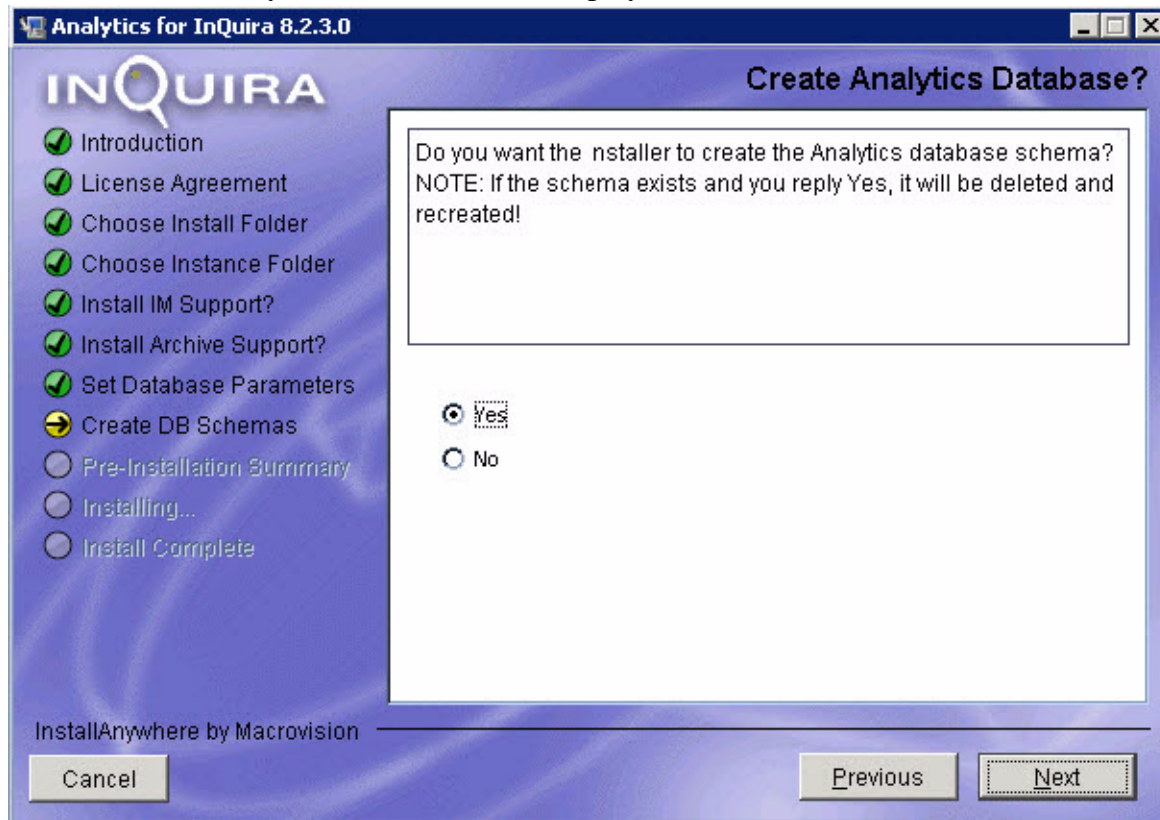 Analytics for InQuira 8.2.3.0
INQUIRA
Create Analytics Database?
Introduction
License Agreement
Choose Install Folder
Choose Instance Folder
Install IM Support?
Install Archive Support?
Set Database Parameters
Create DB Schemas
Pre-Installation Summary
Installing...
Install Complete
Do you want the nstaller to create the Analytics database schema?
NOTE: If the schema exists and you reply Yes, it will be deleted and
recreated!
Yes
No
InstallAnywhere by Macrovision
Cancel
Previous
Next